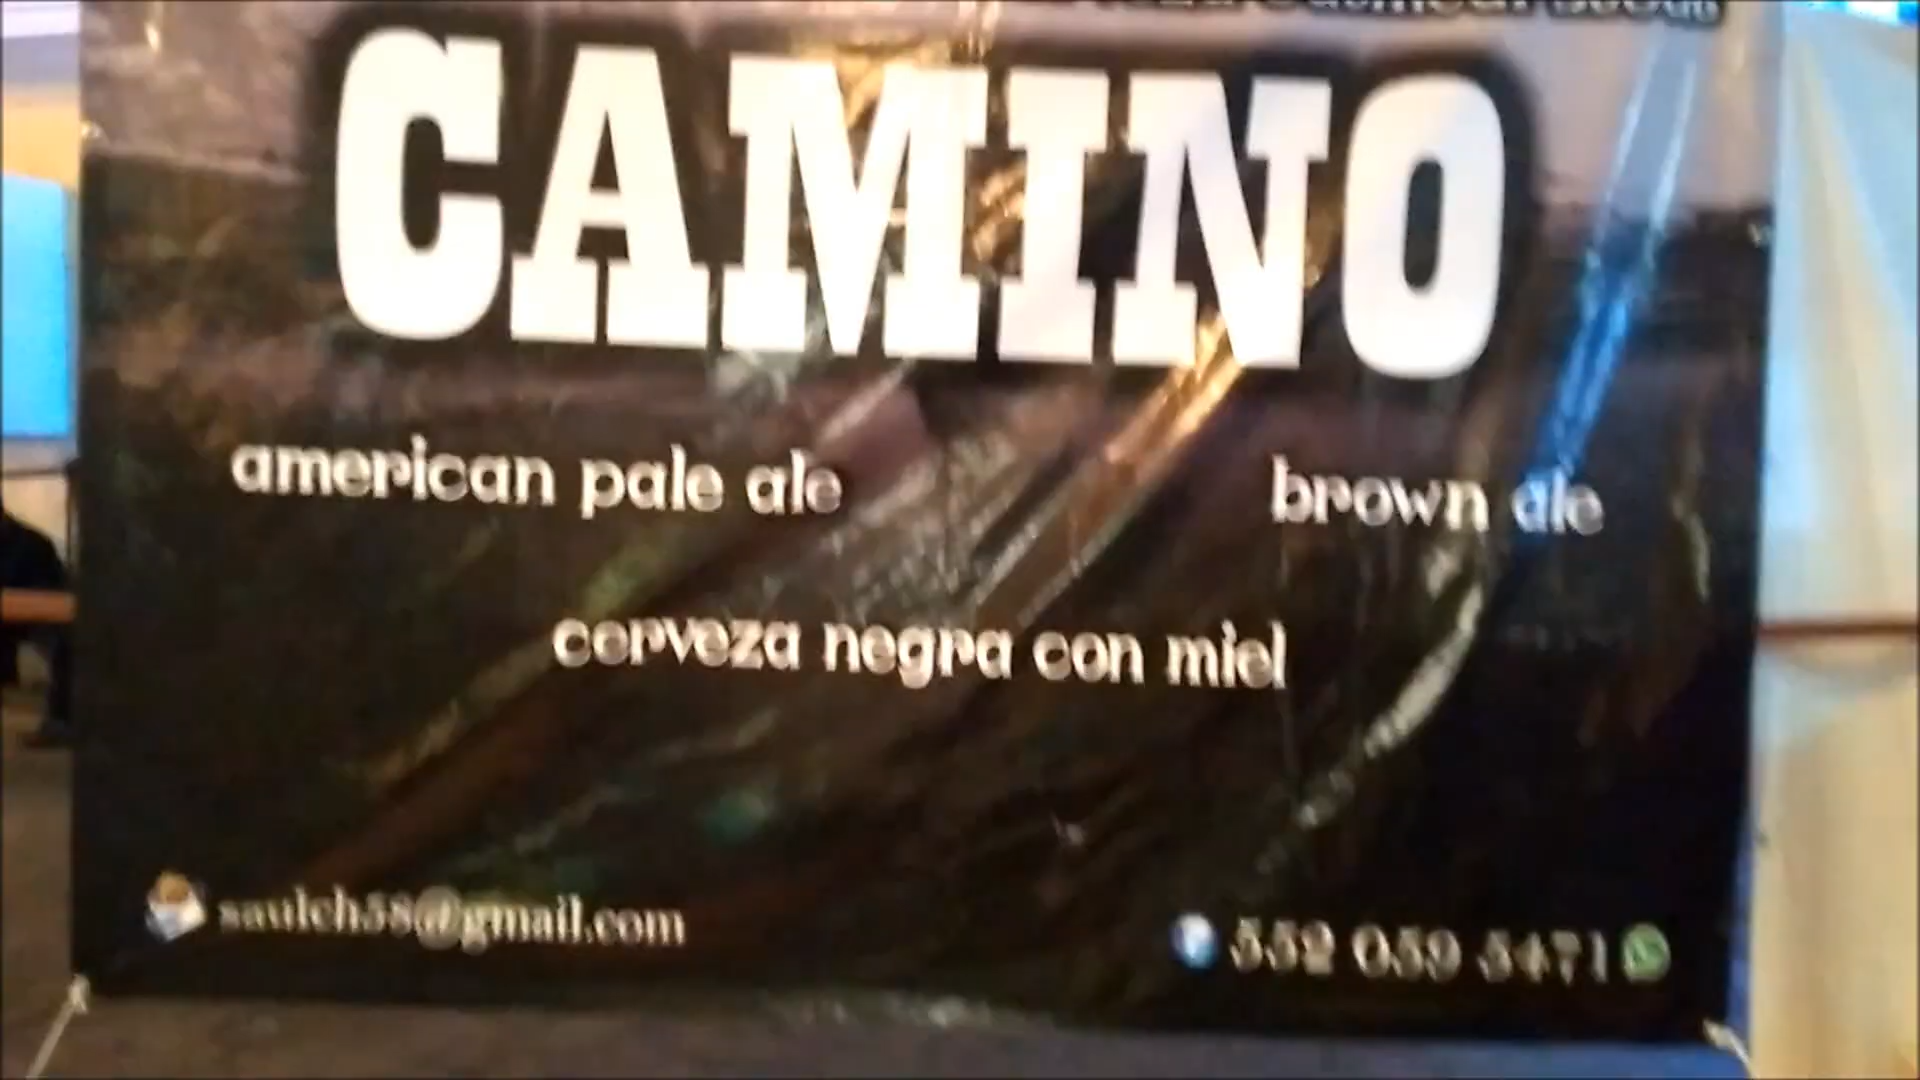 CAMINO
american pale ale
brown ale
cerveza negra con miel
saulch58@gmail.com
552 059 5471